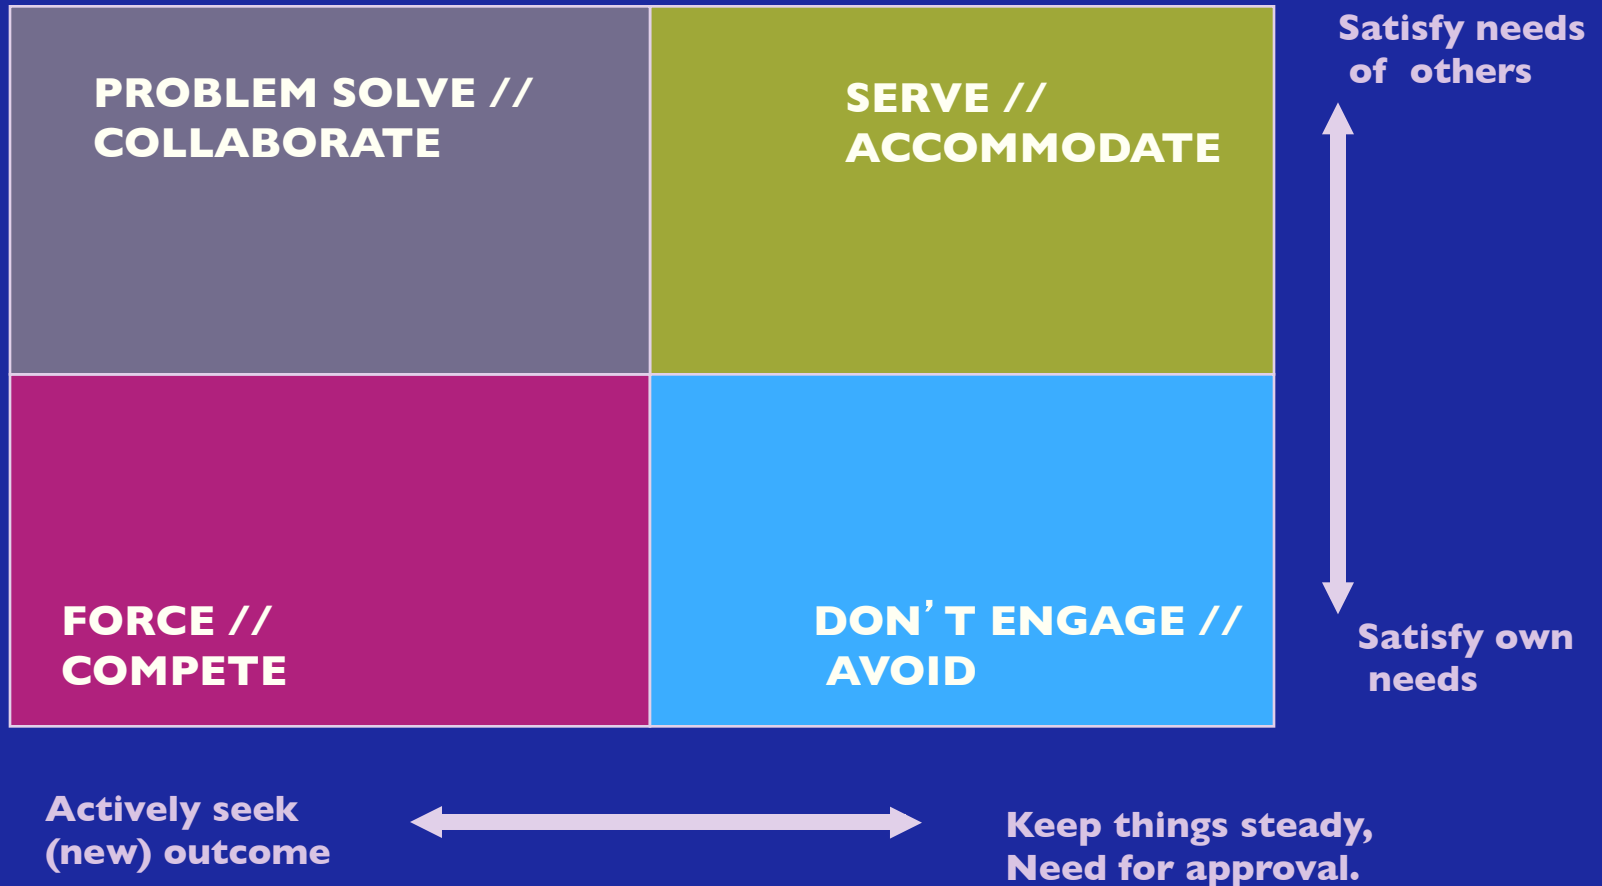 PROBLEM SOLVE //
COLLABORATE
SERVE //
ACCOMMODATE
Satisfy needs
of others
FORCE //
COMPETE
DON’T ENGAGE //
AVOID
Satisfy own
needs
Actively seek
(new) outcome
Keep things steady,
Need for approval.